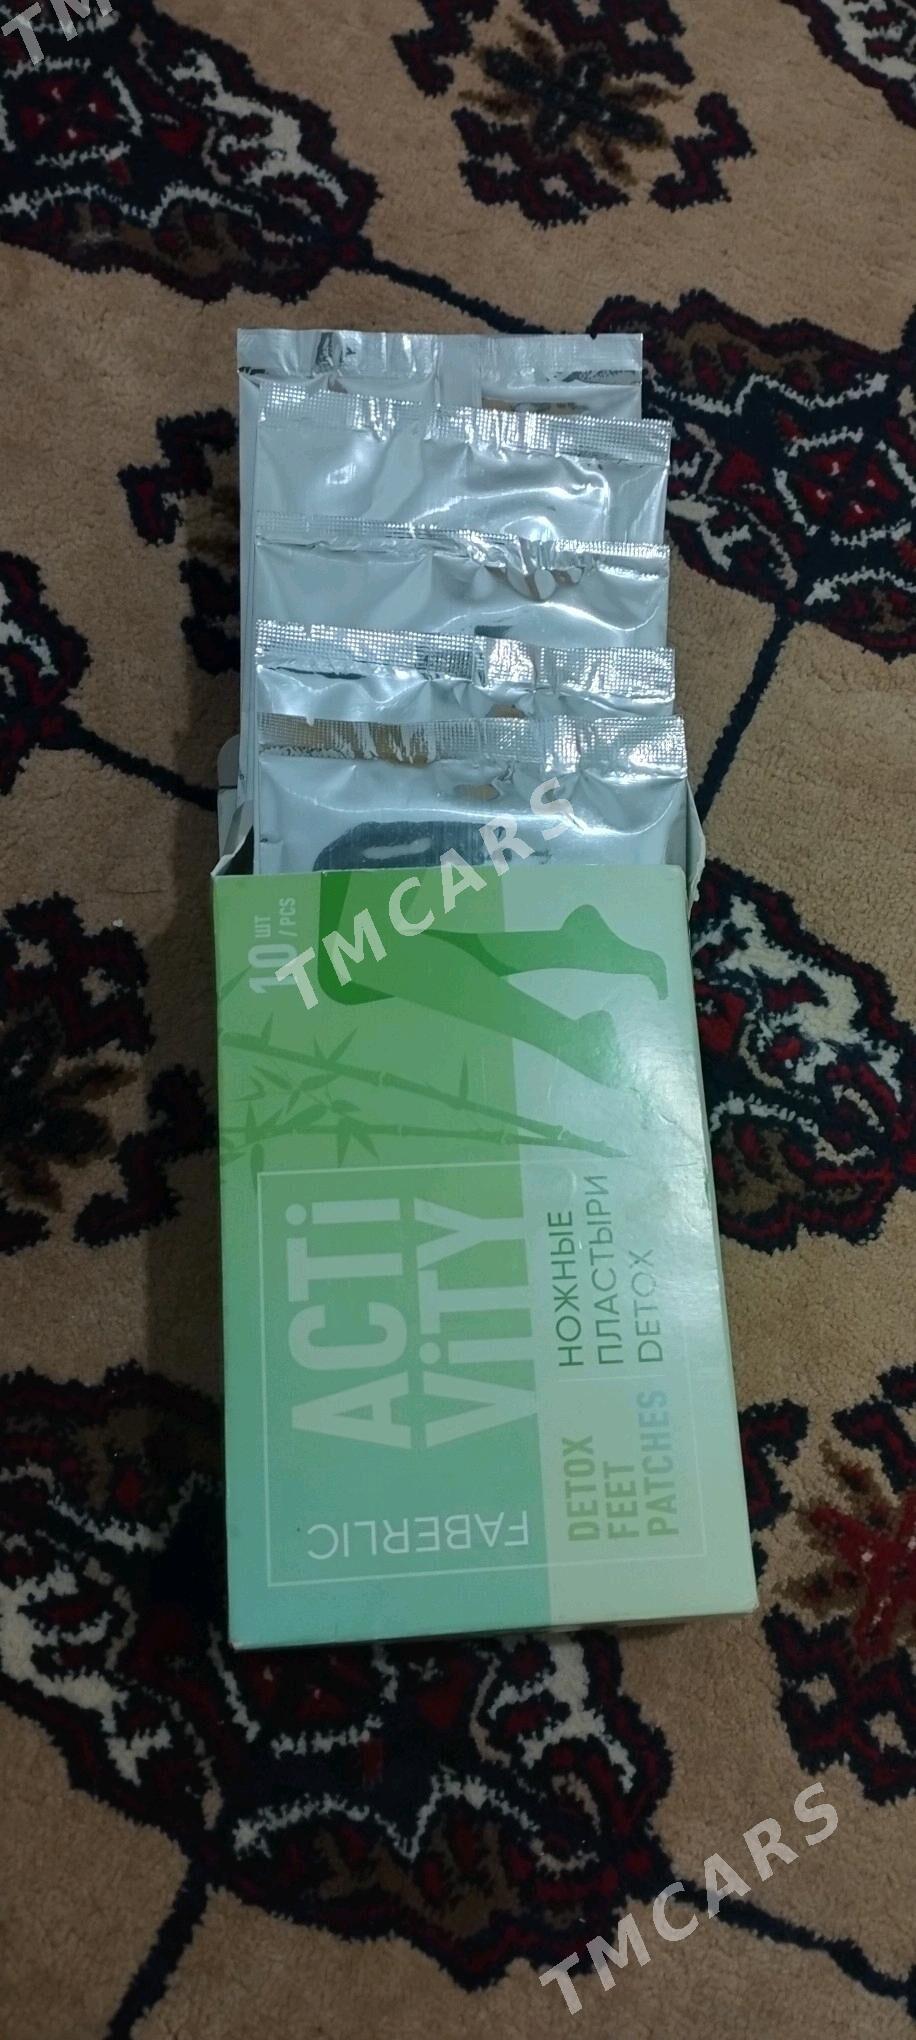 TM
TMCARS
10 ШТ
/ PCS
ACTi
ViTY
НОЖНЫЕ
ПЛАСТЫРИ
DETOX
FABERLIC
DETOX
FEET
PATCHES
TMCARS